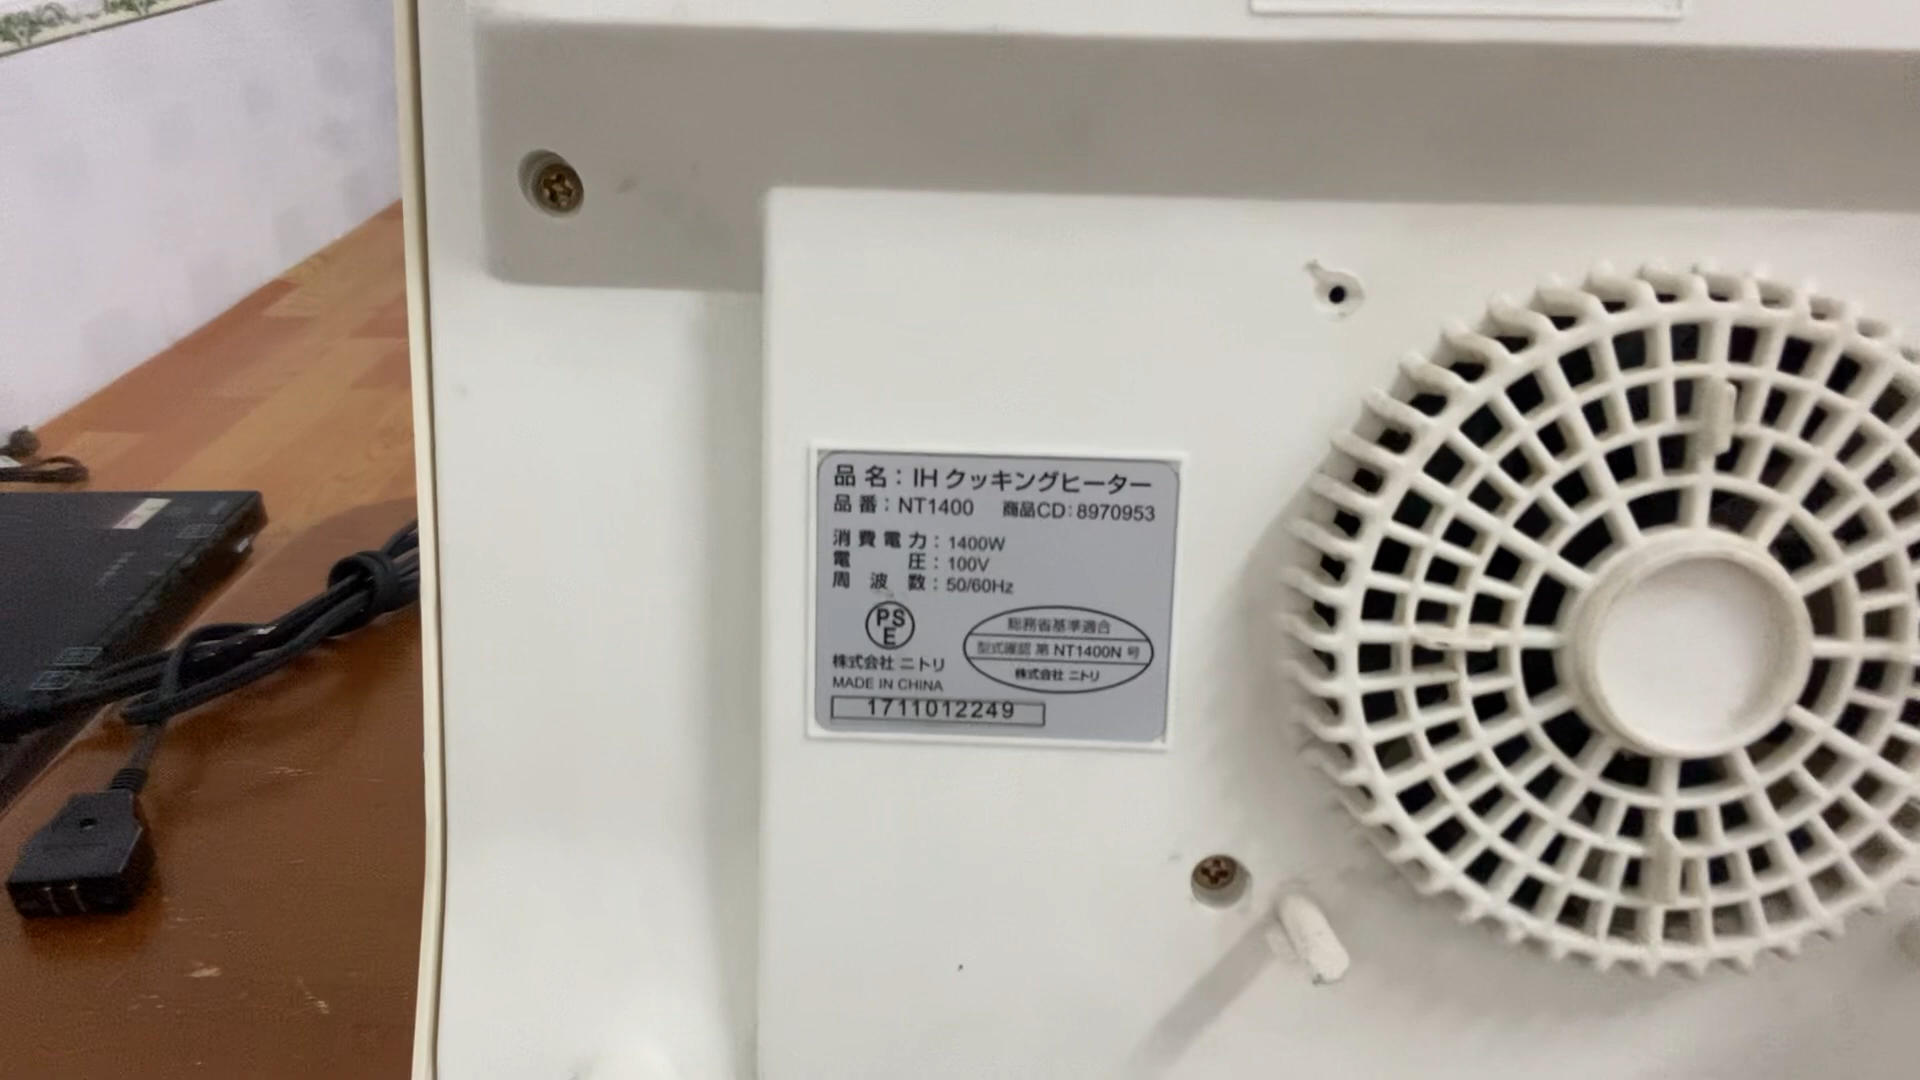 品名：IHクッキングヒーター
品番：NT1400 商品CD：8970953
消費電力：1400W
電圧：100V
周波数：50/60Hz
PS
E
総務省基準適合
型式確認 第 NT1400N 号
株式会社 ニトリ
株式会社 ニトリ
MADE IN CHINA
1711012249